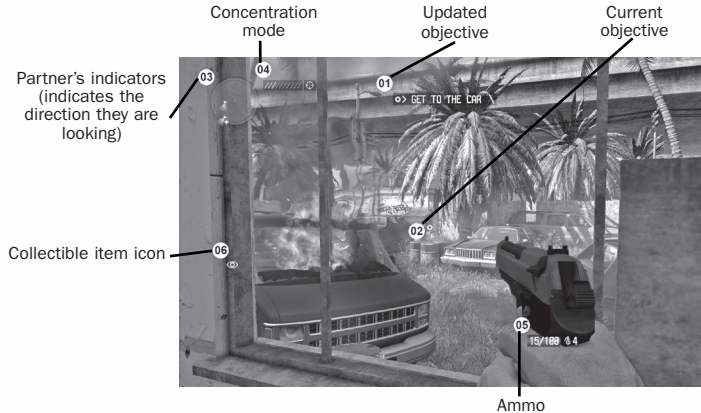 Concentration
mode
Updated
objective
Current
objective
Partner’s indicators
(indicates the
direction they are
looking)
03
04
01
GET TO THE CAR
02
Collectible item icon
06
05
15/180 4
Ammo